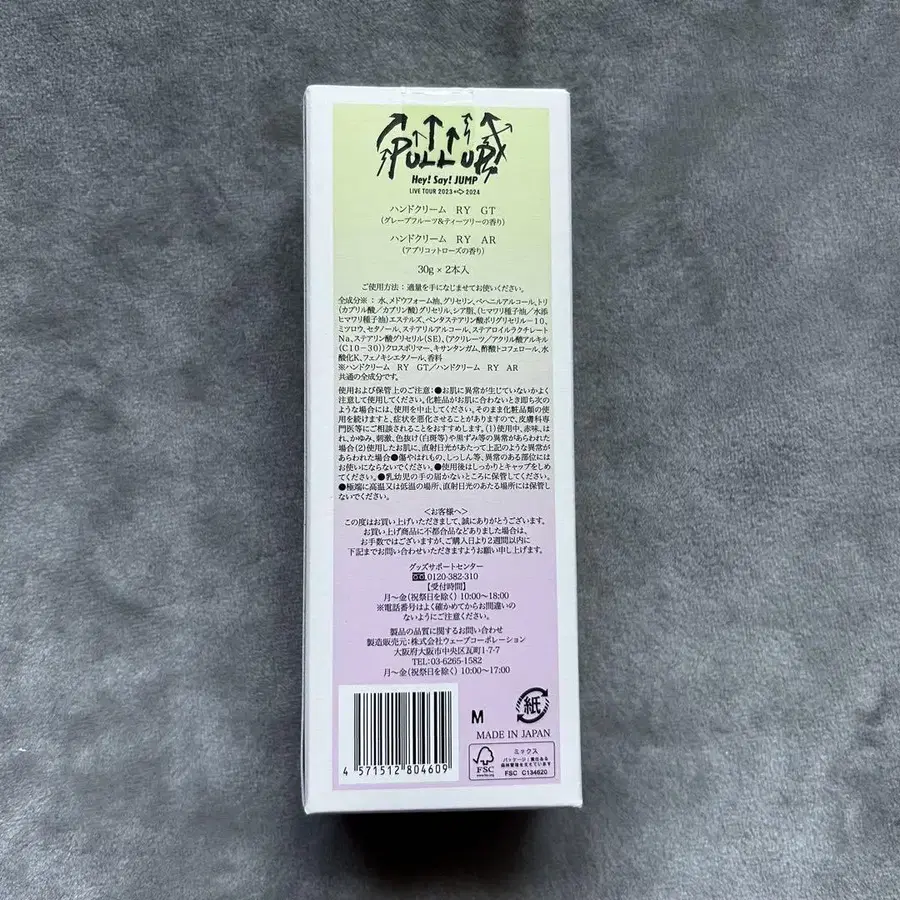 PULL UP!
Hey! Say! JUMP
LIVE TOUR 2023 2024
ハンドクリーム RY GT
(グレープフルーツ&ティーツリーの香り)
ハンドクリーム RY AR
(アプリコットローズの香り)
30g × 2本入
ご使用方法：適量を手になじませてお使いください。
全成分※：水、メドウフォーム油、グリセリン、ベヘニルアルコール、トリ
(カプリル酸／カプリン酸)グリセリル、シア脂、(ヒマワリ種子油／水添
ヒマワリ種子油)エステルズ、ペンタステアリン酸ポリグリセリル－10、
ミツロウ、セタノール、ステアリルアルコール、ステアロイルラクチレート
Na、ステアリン酸グリセリル(SE)、(アクリレーツ／アクリル酸アルキル
(C10－30))クロスポリマー、キサンタンガム、酢酸トコフェロール、水
酸化K、フェノキシエタノール、香料
※ハンドクリーム RY GT／ハンドクリーム RY AR
共通の全成分です。
使用および保管上のご注意：●お肌に異常が生じていないかよく
注意して使用してください。化粧品がお肌に合わないとき即ち次の
ような場合には、使用を中止してください。そのまま化粧品類の使用
を続けますと、症状を悪化させることがありますので、皮膚科専
門医等にご相談されることをおすすめします。(1)使用中、赤味、は
れ、かゆみ、刺激、色抜け(白斑等)や黒ずみ等の異常があらわれた
場合(2)使用したお肌に、直射日光があたって上記のような異常が
あらわれた場合●傷やはれもの、しっしん等、異常のある部位には
お使いにならないでください。●使用後はしっかりとキャップをしめ
てください。●乳幼児の手の届かないところに保管してください。
●極端に高温又は低温の場所、直射日光のあたる場所には保管し
ないでください。
＜お客様へ＞
この度はお買い上げいただきまして、誠にありがとうございます。
お買い上げ商品に不都合品などありました場合は、
お手数ではございますが、ご購入日より2週間以内に
下記までお問い合わせいただきますようお願い申し上げます。
グッズサポートセンター
0120-382-310
【受付時間】
月～金(祝祭日を除く) 10:00～18:00
※電話番号はよく確かめてからお間違いの
ないようにご注意ください。
製品の品質に関するお問い合わせ
製造販売元：株式会社ウェーブコーポレーション
大阪府大阪市中央区瓦町1-7-7
TEL：03-6265-1582
月～金(祝祭日を除く) 10:00～17:00
4 571512 804609
M
紙
MADE IN JAPAN
FSC
ミックス
パッケージ｜責任ある
森林管理を支えています
FSC C134620